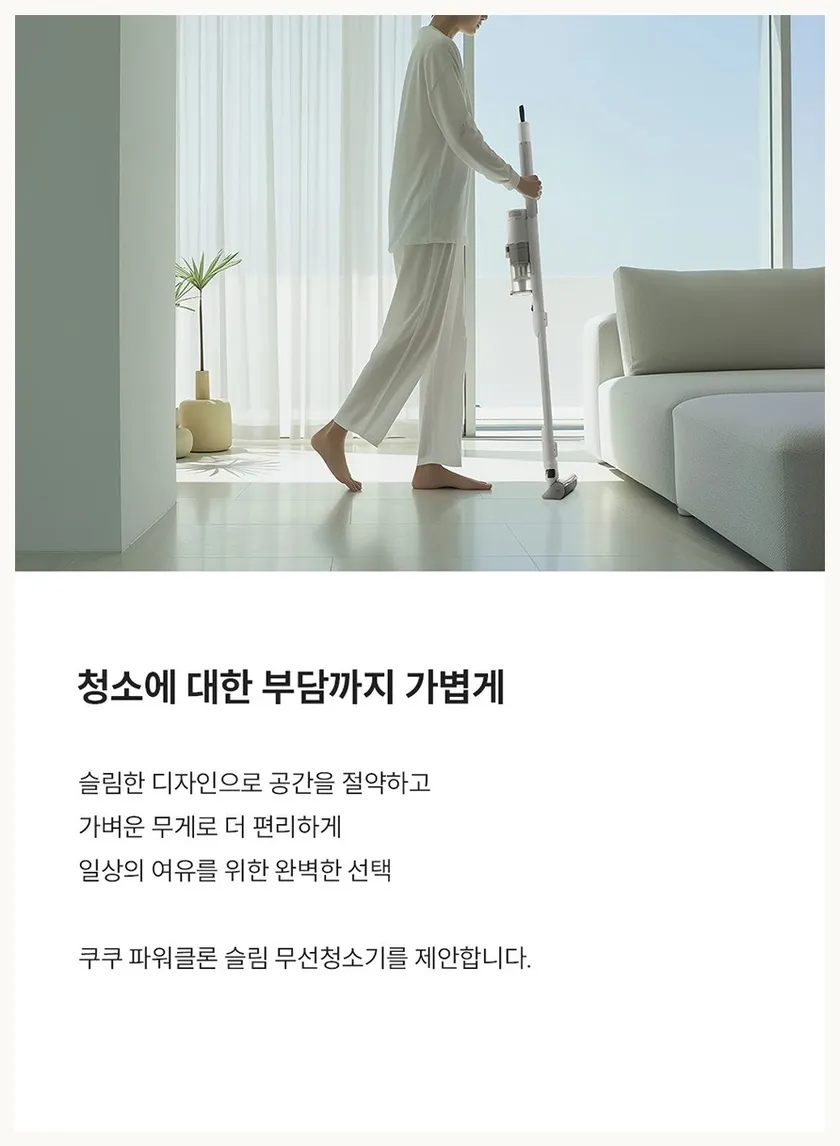 청소에 대한 부담까지 가볍게
슬림한 디자인으로 공간을 절약하고
가벼운 무게로 더 편리하게
일상의 여유를 위한 완벽한 선택
쿠쿠 파워클론 슬림 무선청소기를 제안합니다.